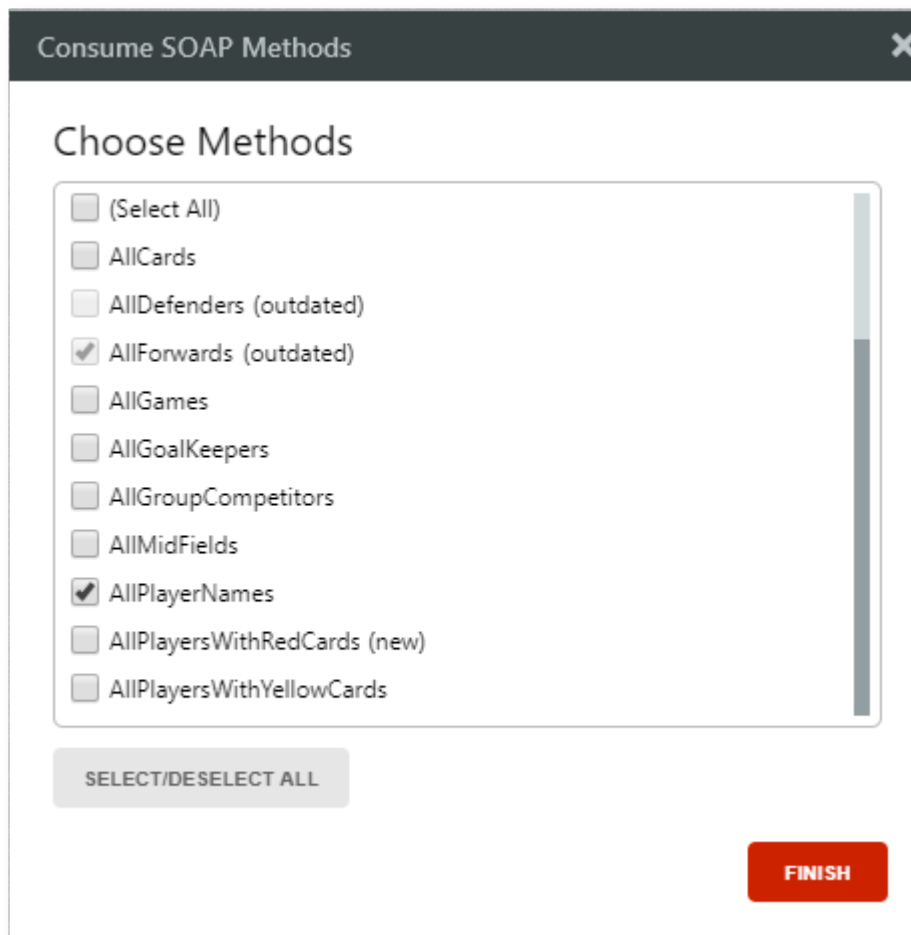 Consume SOAP Methods
Choose Methods
(Select All)
AllCards
AllDefenders (outdated)
AllForwards (outdated)
AllGames
AllGoalKeepers
AllGroupCompetitors
AllMidFields
AllPlayerNames
AllPlayersWithRedCards (new)
AllPlayersWithYellowCards
SELECT/DESELECT ALL
FINISH